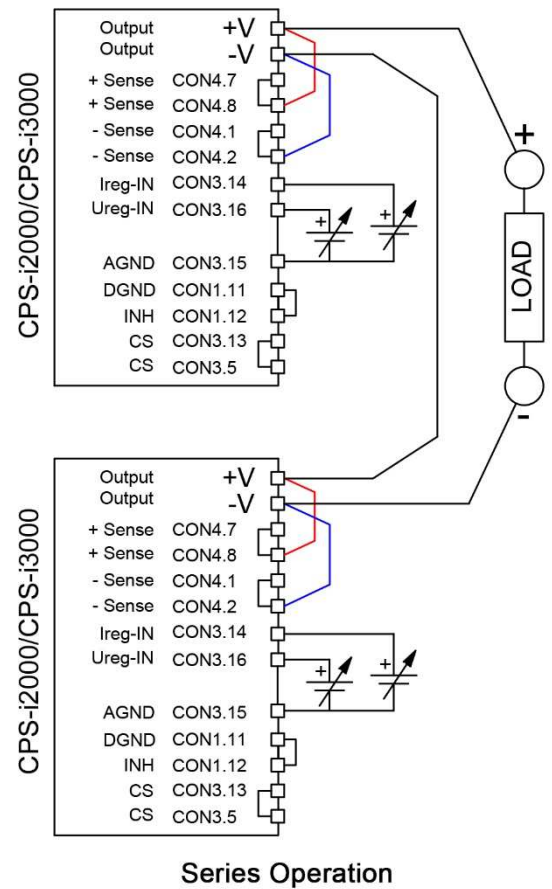 CPS-i2000/CPS-i3000
Output +V
Output -V
+ Sense CON4.7
+ Sense CON4.8
- Sense CON4.1
- Sense CON4.2
Ireg-IN CON3.14
Ureg-IN CON3.16
AGND CON3.15
DGND CON1.11
INH CON1.12
CS CON3.13
CS CON3.5
+
+
+
LOAD
-
CPS-i2000/CPS-i3000
Output +V
Output -V
+ Sense CON4.7
+ Sense CON4.8
- Sense CON4.1
- Sense CON4.2
Ireg-IN CON3.14
Ureg-IN CON3.16
AGND CON3.15
DGND CON1.11
INH CON1.12
CS CON3.13
CS CON3.5
+
+
Series Operation